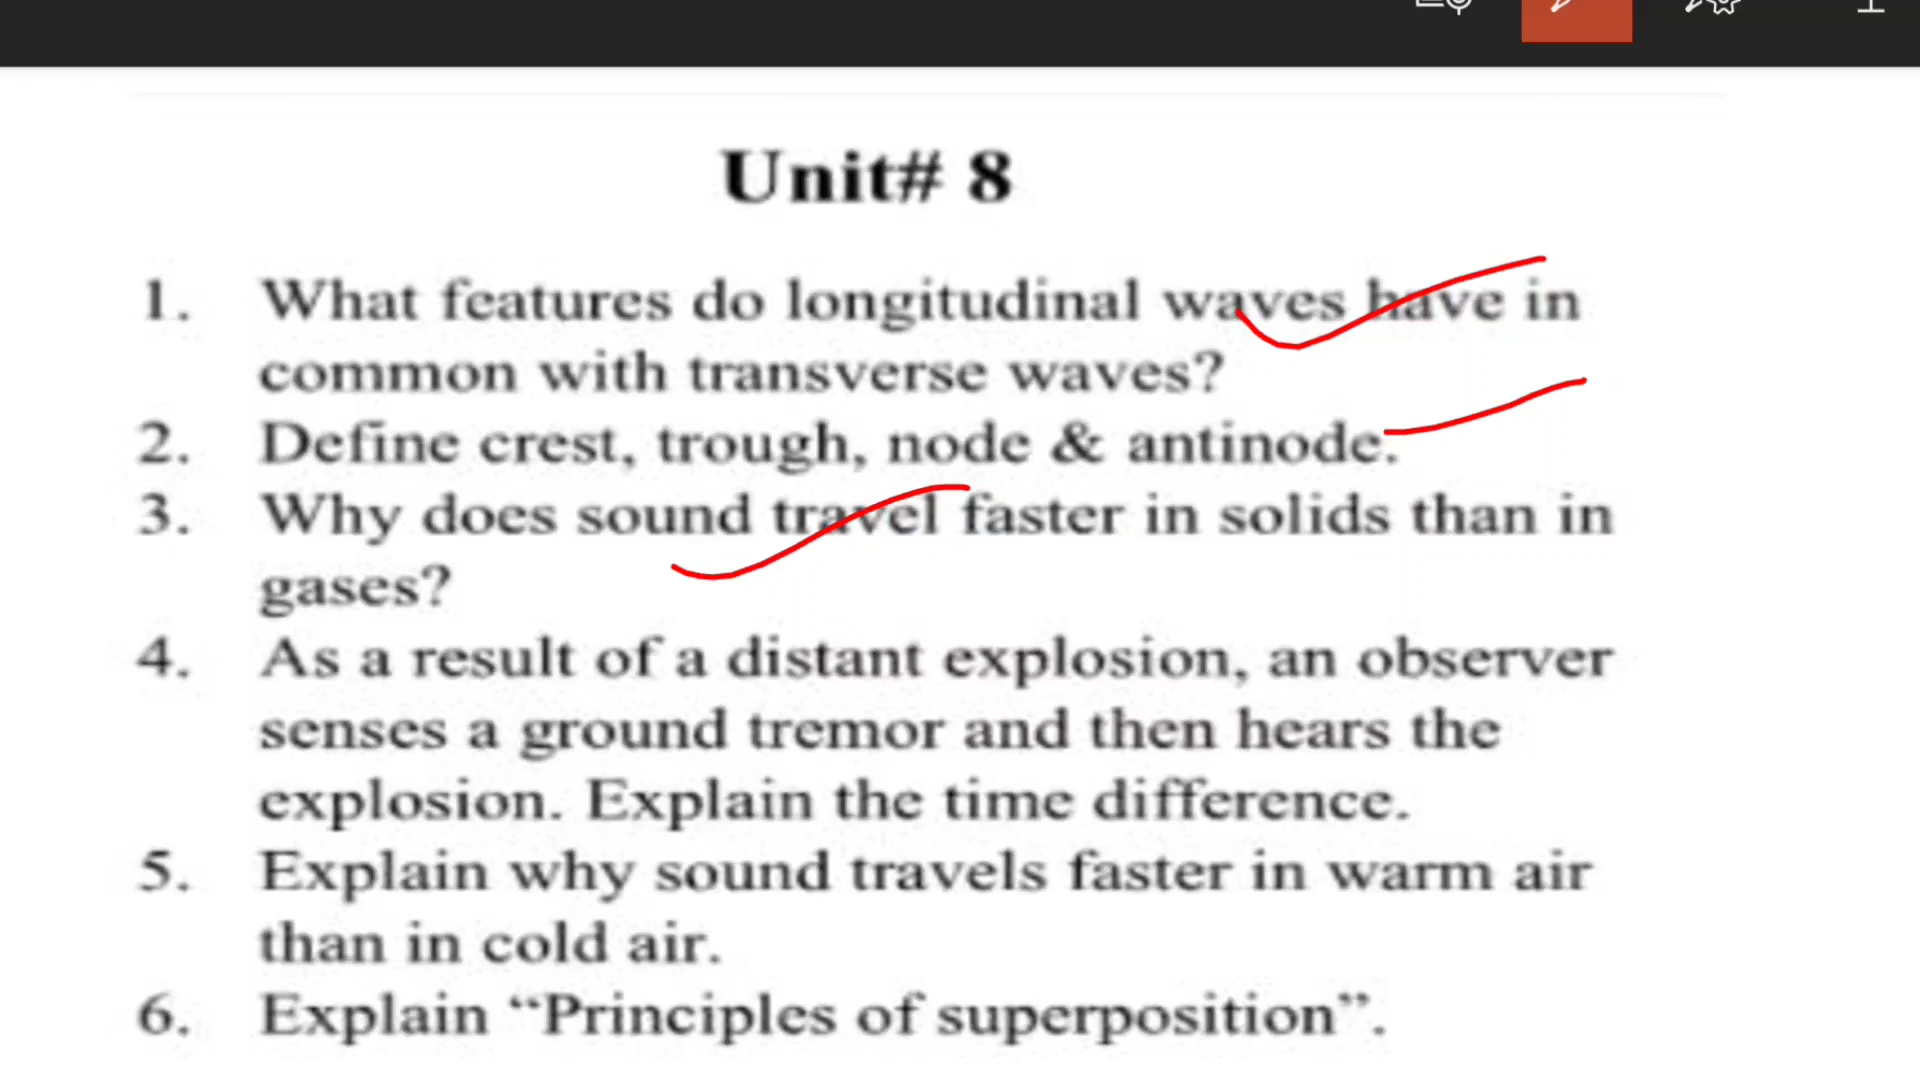 Unit# 8
1. What features do longitudinal waves have in
common with transverse waves?
2. Define crest, trough, node & antinode.
3. Why does sound travel faster in solids than in
gases?
4. As a result of a distant explosion, an observer
senses a ground tremor and then hears the
explosion. Explain the time difference.
5. Explain why sound travels faster in warm air
than in cold air.
6. Explain “Principles of superposition”.